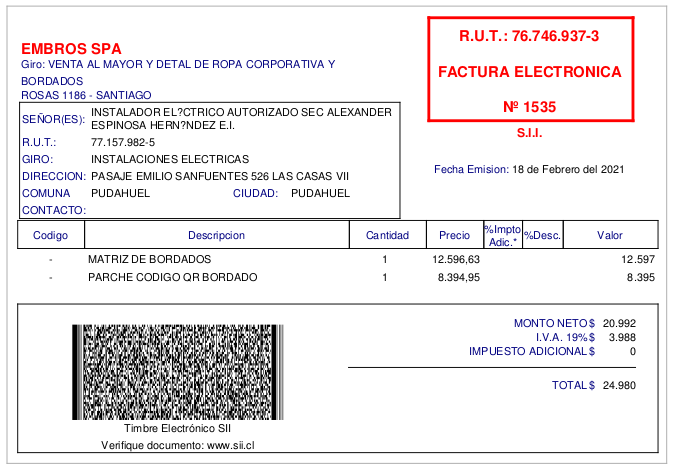 EMBROS SPA
Giro: VENTA AL MAYOR Y DETAL DE ROPA CORPORATIVA Y
BORDADOS
ROSAS 1186 - SANTIAGO
R.U.T.: 76.746.937-3
FACTURA ELECTRONICA
Nº 1535
S.I.I.
Fecha Emision: 18 de Febrero del 2021
SEÑOR(ES): INSTALADOR EL?CTRICO AUTORIZADO SEC ALEXANDER
ESPINOSA HERN?NDEZ E.I.
R.U.T.: 77.157.982-5
GIRO: INSTALACIONES ELECTRICAS
DIRECCION: PASAJE EMILIO SANFUENTES 526 LAS CASAS VII
COMUNA PUDAHUEL CIUDAD: PUDAHUEL
CONTACTO:
Codigo Descripcion Cantidad Precio %Impto Adic.* %Desc. Valor
- MATRIZ DE BORDADOS 1 12.596,63 12.597
- PARCHE CODIGO QR BORDADO 1 8.394,95 8.395
MONTO NETO $ 20.992
I.V.A. 19% $ 3.988
IMPUESTO ADICIONAL $ 0
TOTAL $ 24.980
Timbre Electrónico SII
Verifique documento: www.sii.cl